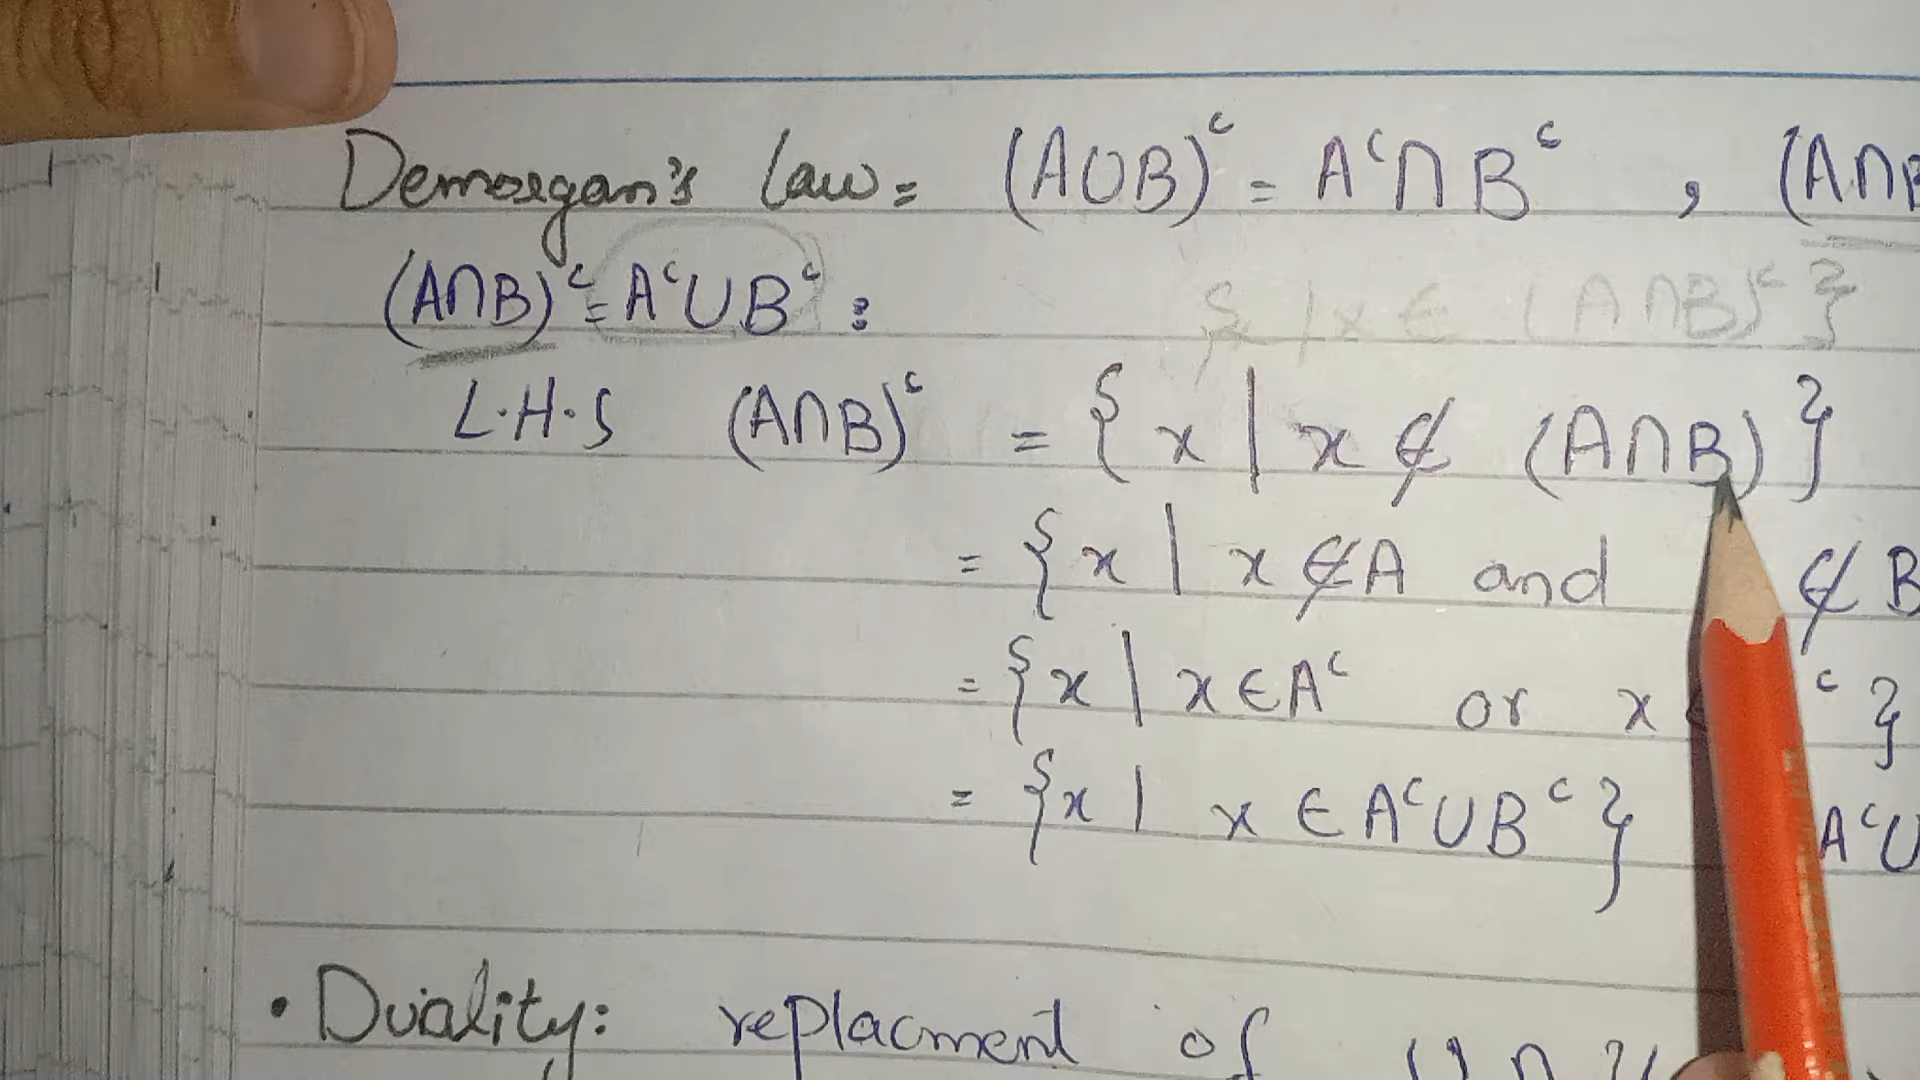 Demorgan's law = (A∪B)ᶜ = Aᶜ∩Bᶜ , (A∩B
(A∩B)ᶜ = Aᶜ∪Bᶜ :
{x | x ∈ (A∩B)ᶜ}
L.H.S (A∩B)ᶜ = {x | x ∉ (A∩B)}
= {x | x ∉ A and ∉ B
= {x | x ∈ Aᶜ or x ᶜ}
= {x | x ∈ Aᶜ∪Bᶜ} Aᶜ∪
• Duality: replacment of